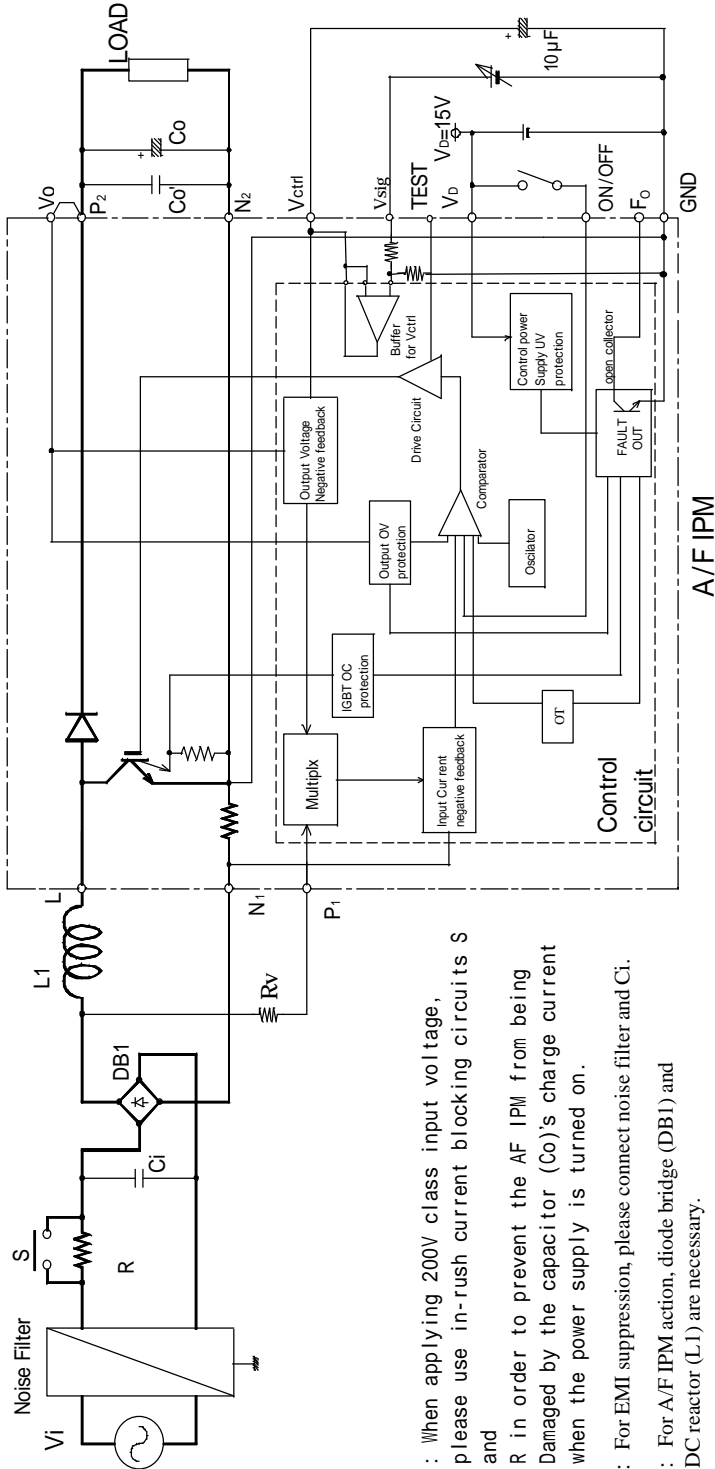 Vi
Noise Filter
S
R
Ci
DB1
L1
L
Rv
N1
P1
Vo
P2
N2
Co'
+
Co
LOAD
Vctrl
Vsig
TEST
VD
VD=15V
ON/OFF
FO
GND
+
10μF
Buffer
for Vctrl
Output Voltage
Negative feedback
Drive Circuit
Control power
Supply UV
protection
open collector
FAULT
OUT
Comparator
Output OV
protection
Oscilator
IGBT OC
protection
OT
Multiplx
Input Current
negative feedback
Control
circuit
A/F IPM
: When applying 200V class input voltage,
please use in-rush current blocking circuits S
and
R in order to prevent the AF IPM from being
Damaged by the capacitor (Co)'s charge current
when the power supply is turned on.
: For EMI suppression, please connect noise filter and Ci.
: For A/F IPM action, diode bridge (DB1) and
DC reactor (L1) are necessary.